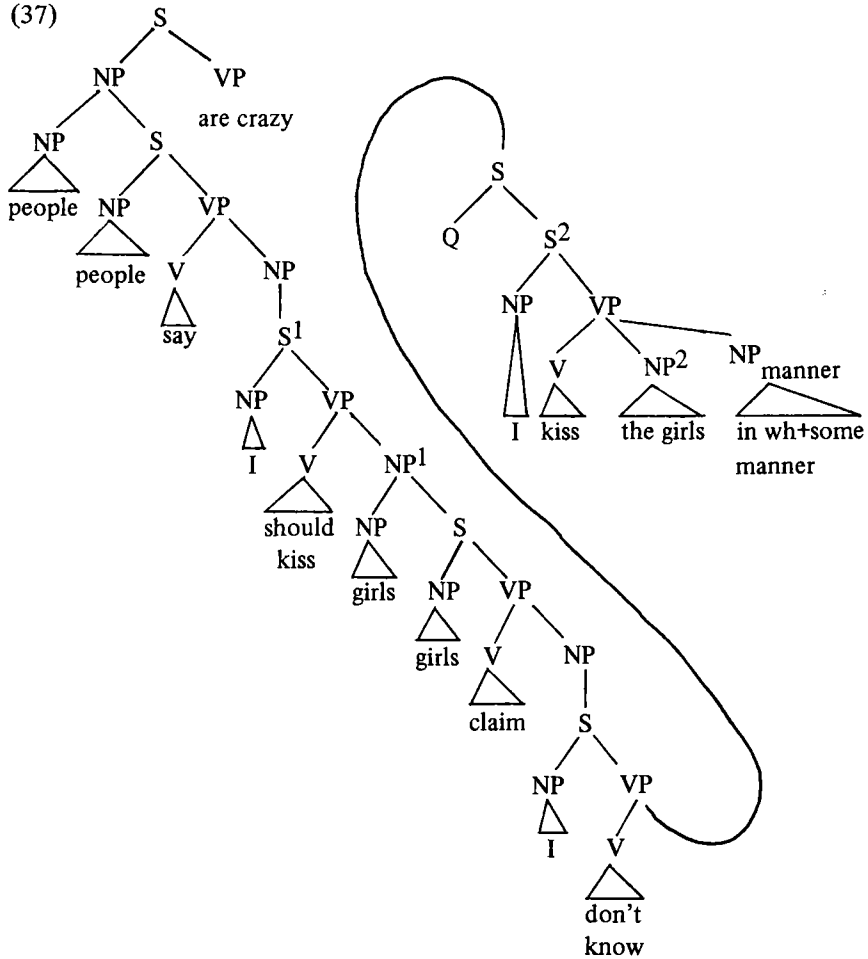 (37)
S
NP VP
are crazy
NP S
people NP VP
people V NP
say
S1
NP VP
I V NP1
should
kiss
NP S
girls NP VP
girls V NP
claim
S
NP VP
I V
don't
know
S
Q S2
NP VP
V NP2 NP manner
I kiss the girls in wh+some
manner